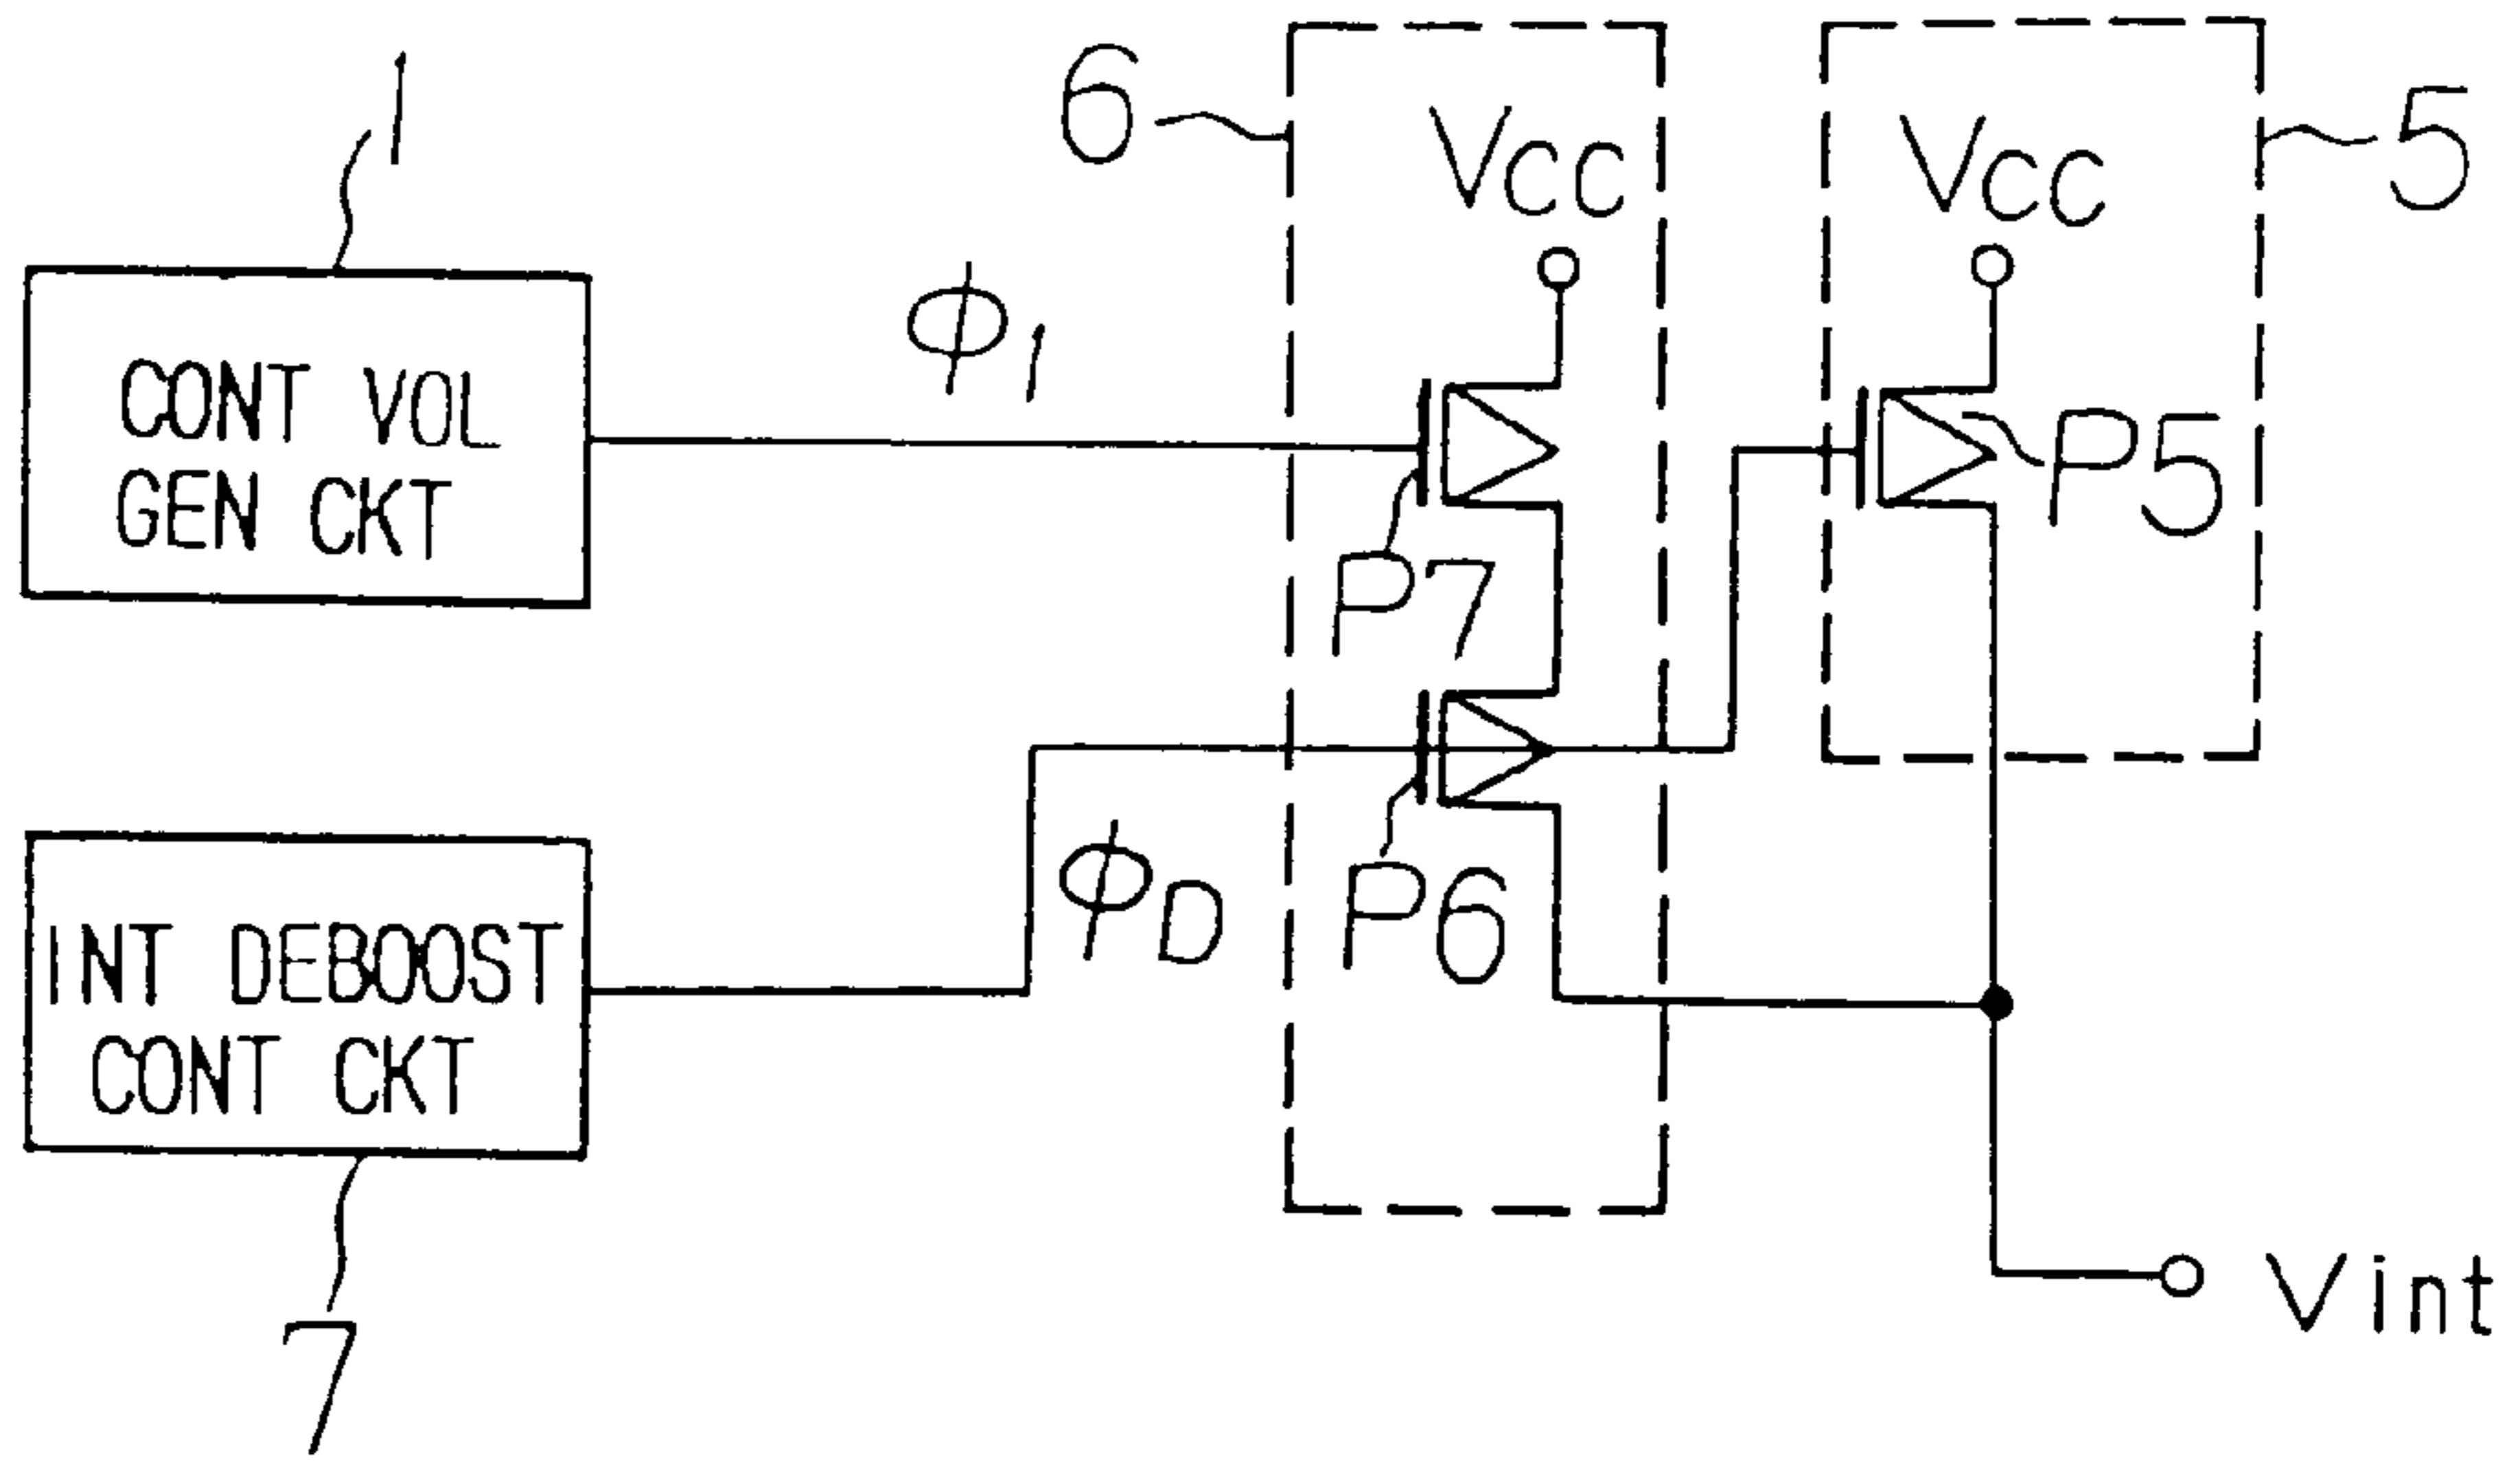 1
6
Vcc
Vcc
5
CONT VOL
GEN CKT
φ1
P7
P5
INT DEBOOST
CONT CKT
φD
P6
7
Vint